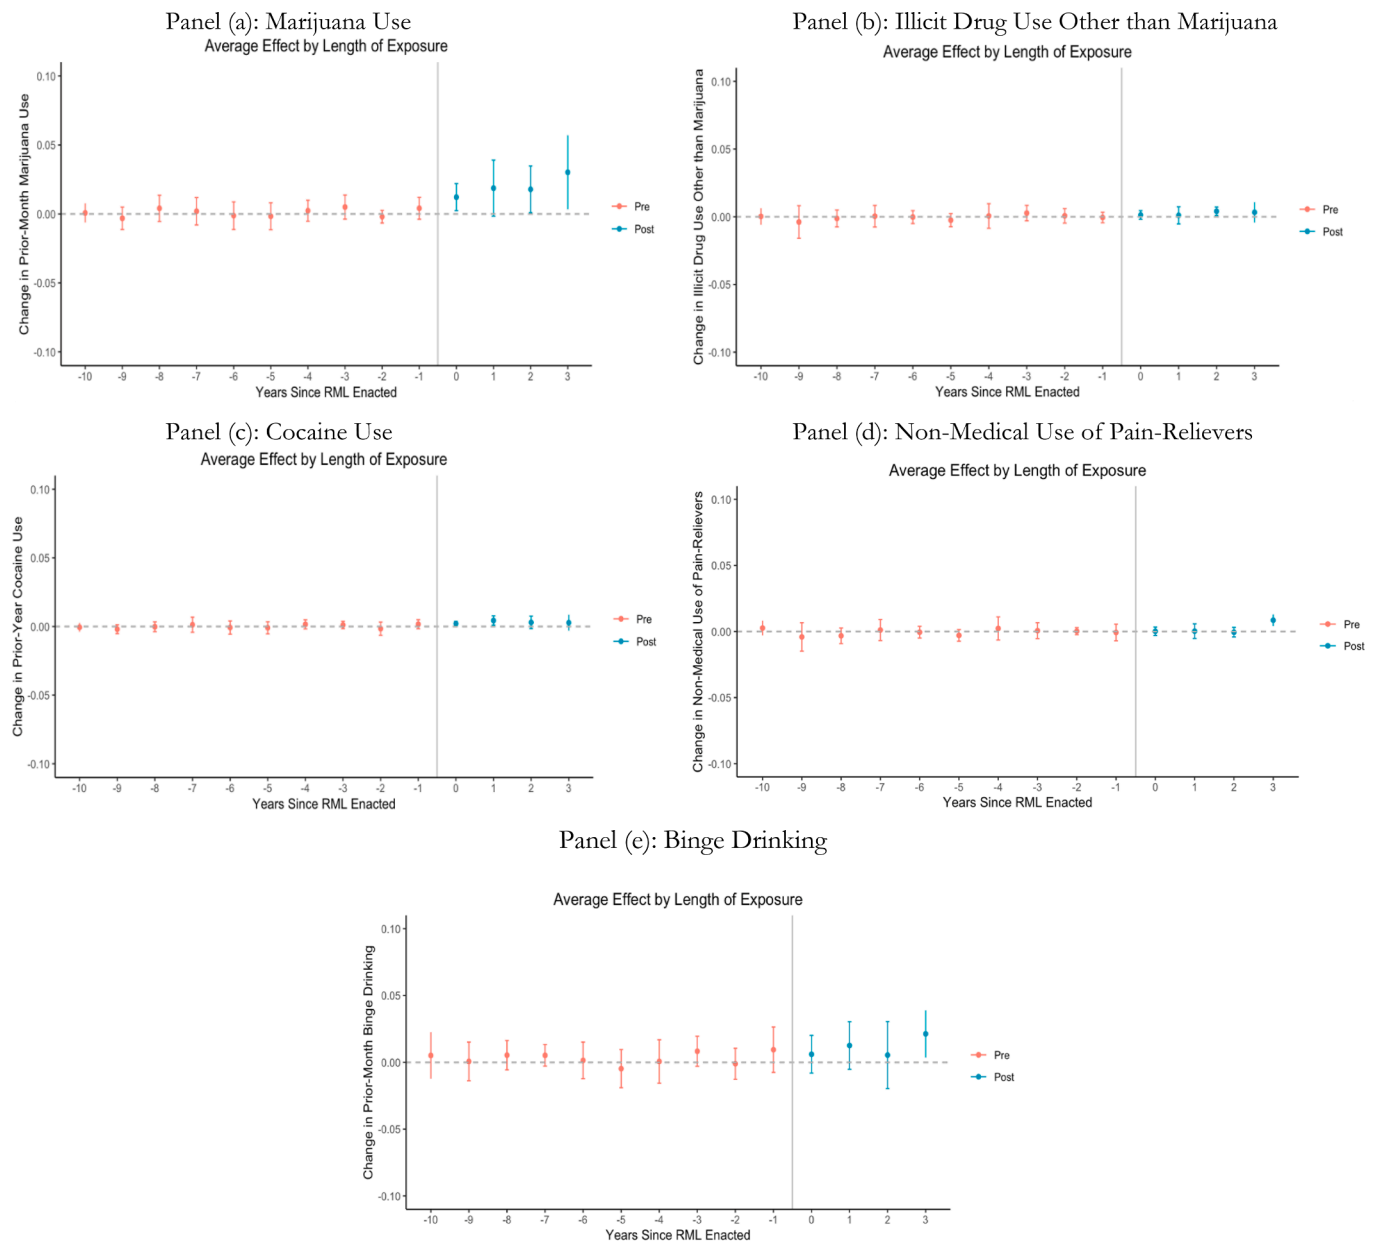 Panel (a): Marijuana Use
Average Effect by Length of Exposure
Change in Prior-Month Marijuana Use
0.10
0.05
0.00
-0.05
-0.10
-10 -9 -8 -7 -6 -5 -4 -3 -2 -1 0 1 2 3
Years Since RML Enacted
Pre
Post
Panel (b): Illicit Drug Use Other than Marijuana
Average Effect by Length of Exposure
Change in Illicit Drug Use Other than Marijuana
0.10
0.05
0.00
-0.05
-0.10
-10 -9 -8 -7 -6 -5 -4 -3 -2 -1 0 1 2 3
Years Since RML Enacted
Pre
Post
Panel (c): Cocaine Use
Average Effect by Length of Exposure
Change in Prior-Year Cocaine Use
0.10
0.05
0.00
-0.05
-0.10
-10 -9 -8 -7 -6 -5 -4 -3 -2 -1 0 1 2 3
Years Since RML Enacted
Pre
Post
Panel (d): Non-Medical Use of Pain-Relievers
Average Effect by Length of Exposure
Change in Non-Medical Use of Pain-Relievers
0.10
0.05
0.00
-0.05
-0.10
-10 -9 -8 -7 -6 -5 -4 -3 -2 -1 0 1 2 3
Years Since RML Enacted
Pre
Post
Panel (e): Binge Drinking
Average Effect by Length of Exposure
Change in Prior-Month Binge Drinking
0.10
0.05
0.00
-0.05
-0.10
-10 -9 -8 -7 -6 -5 -4 -3 -2 -1 0 1 2 3
Years Since RML Enacted
Pre
Post